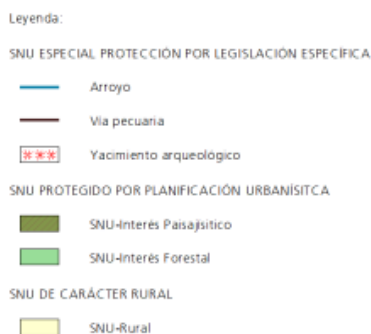 Leyenda:
SNU ESPECIAL PROTECCIÓN POR LEGISLACIÓN ESPECÍFICA
Arroyo
Vía pecuaria
Yacimiento arqueológico
SNU PROTEGIDO POR PLANIFICACIÓN URBANÍSITCA
SNU-Interés Paisajísitico
SNU-Interés Forestal
SNU DE CARÁCTER RURAL
SNU-Rural